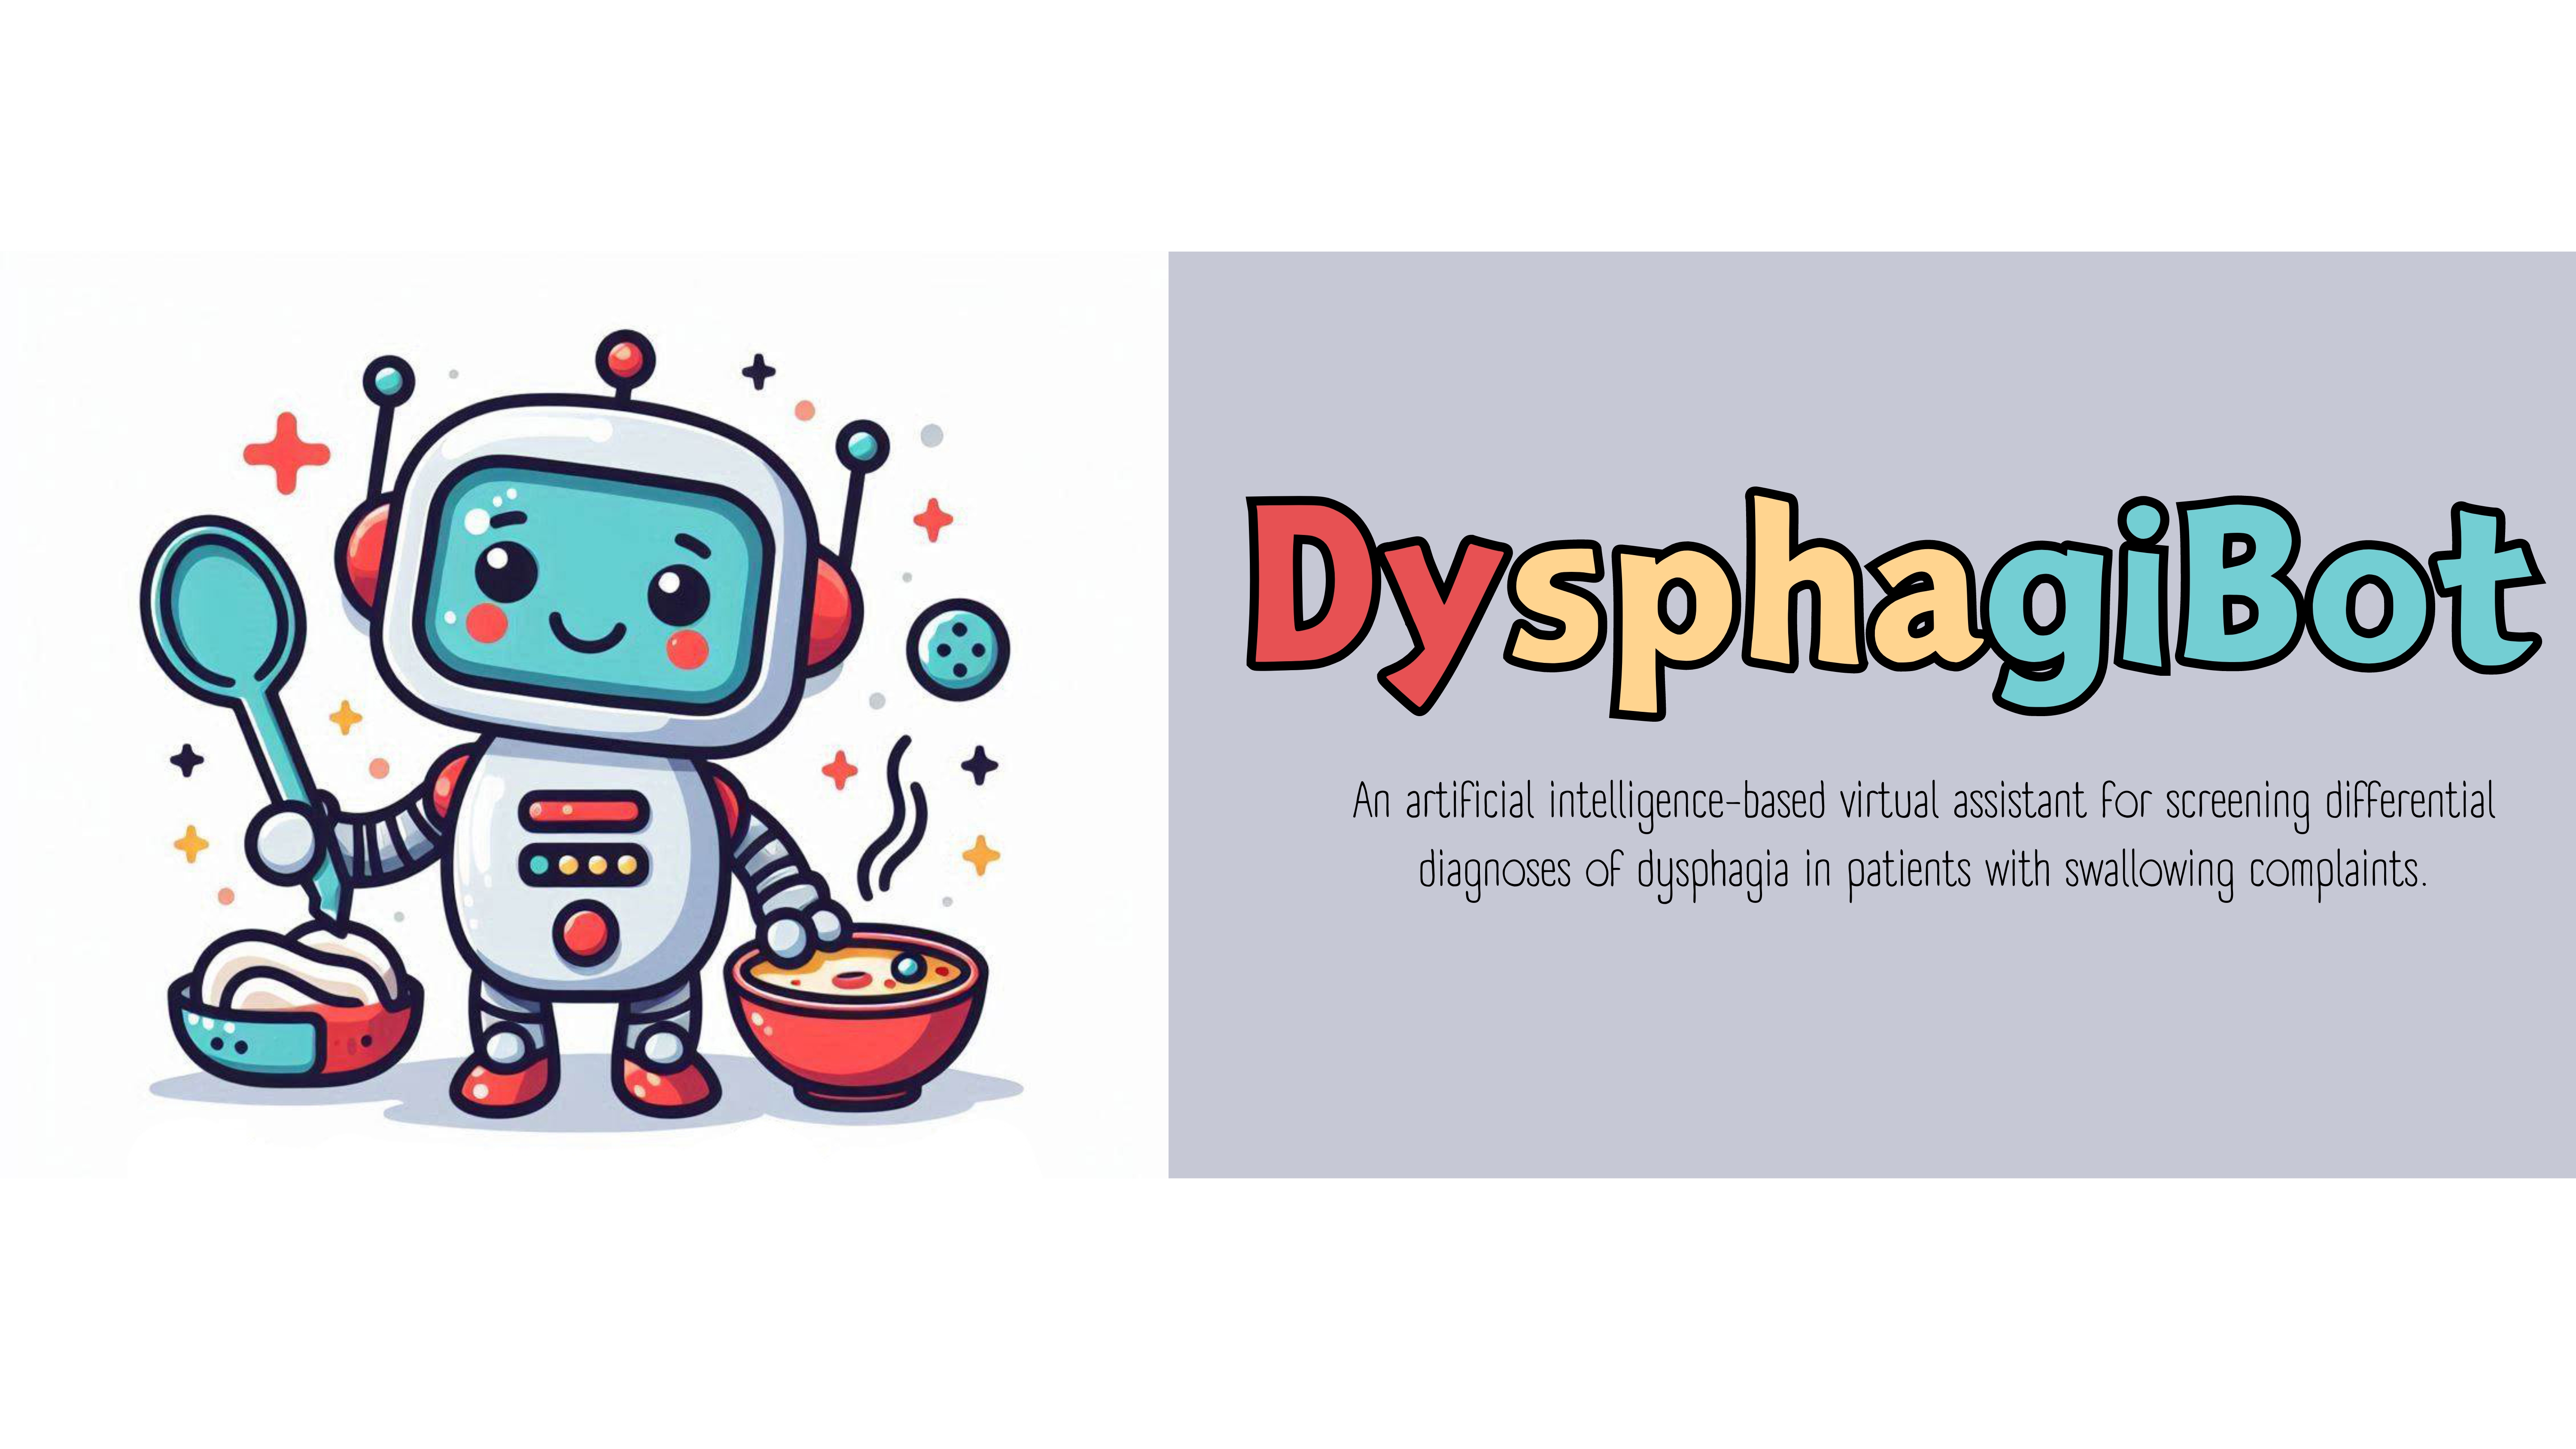 DysphagiBot
An artificial intelligence-based virtual assistant for screening differential
diagnoses of dysphagia in patients with swallowing complaints.